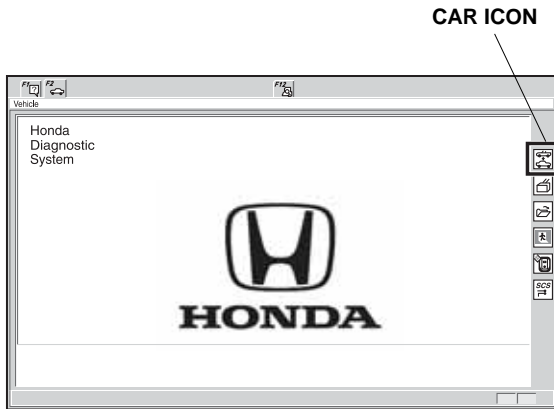 CAR ICON
F1 F2 F12
Vehicle
Honda
Diagnostic
System
HONDA
SCS